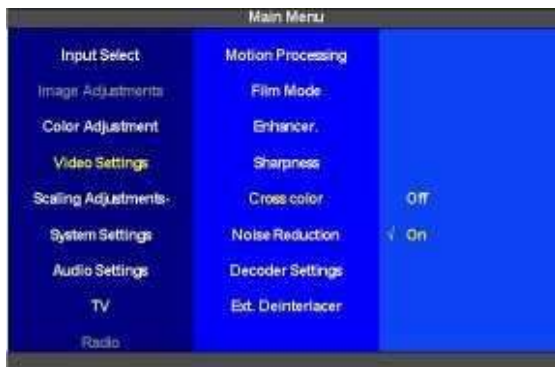 Main Menu
Input Select
Image Adjustments
Color Adjustment
Video Settings
Scaling Adjustments-
System Settings
Audio Settings
TV
Radio
Motion Processing
Film Mode
Enhancer.
Sharpness
Cross color
Noise Reduction
Decoder Settings
Ext. Deinterlacer
Off
√ On